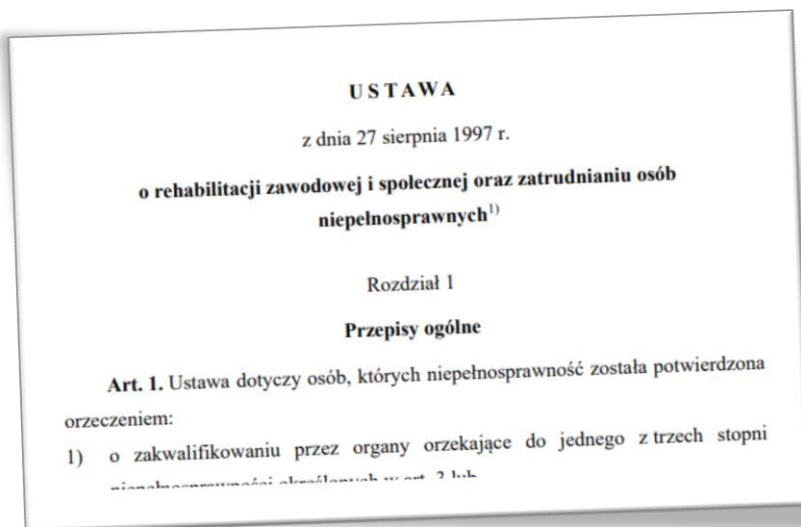 USTAWA
z dnia 27 sierpnia 1997 r.
o rehabilitacji zawodowej i społecznej oraz zatrudnianiu osób
niepełnosprawnych1)
Rozdział 1
Przepisy ogólne
Art. 1. Ustawa dotyczy osób, których niepełnosprawność została potwierdzona
orzeczeniem:
1) o zakwalifikowaniu przez organy orzekające do jednego z trzech stopni